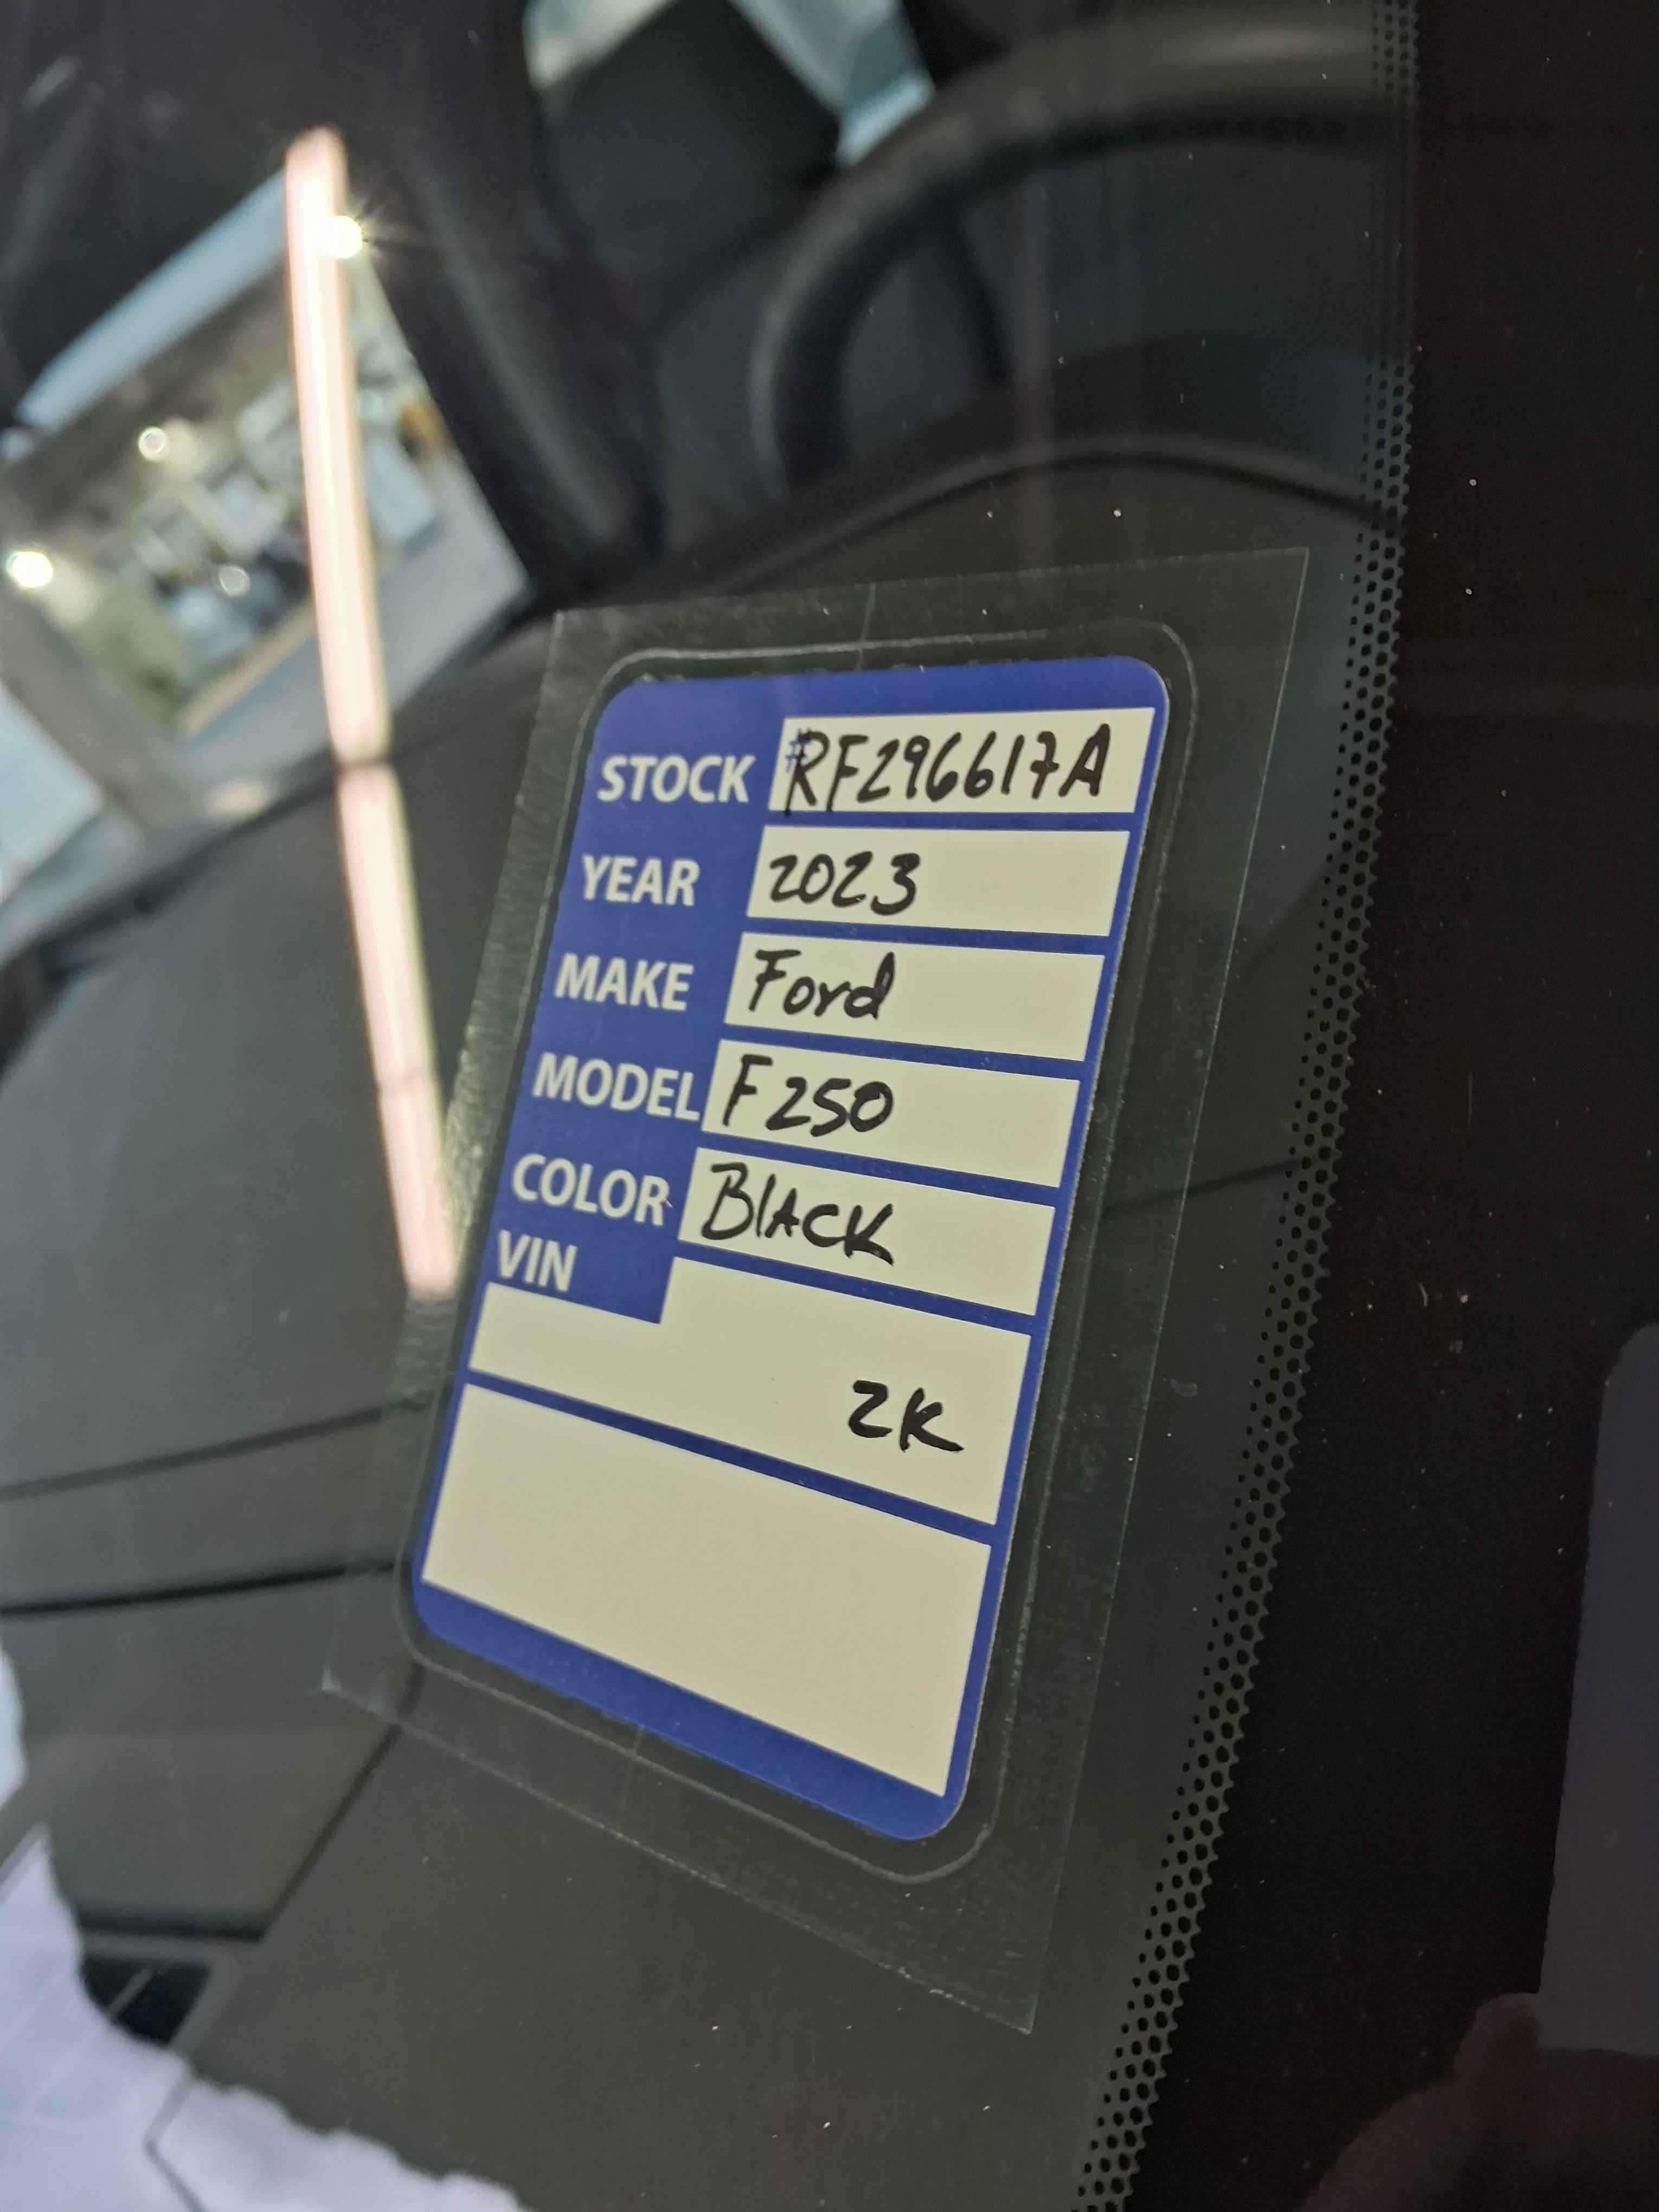 STOCK #RF296617A
YEAR 2023
MAKE Ford
MODEL F250
COLOR BlACK
VIN
2K